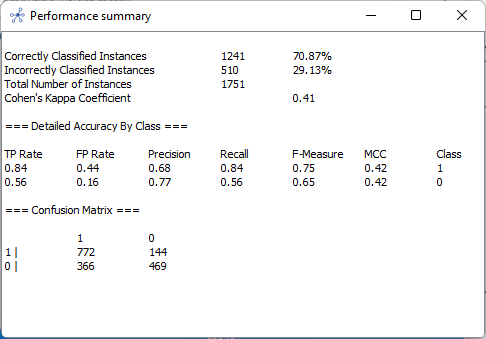 Performance summary
Correctly Classified Instances 1241 70.87%
Incorrectly Classified Instances 510 29.13%
Total Number of Instances 1751
Cohen's Kappa Coefficient 0.41
=== Detailed Accuracy By Class ===
TP Rate FP Rate Precision Recall F-Measure MCC Class
0.84 0.44 0.68 0.84 0.75 0.42 1
0.56 0.16 0.77 0.56 0.65 0.42 0
=== Confusion Matrix ===
1 0
1 | 772 144
0 | 366 469